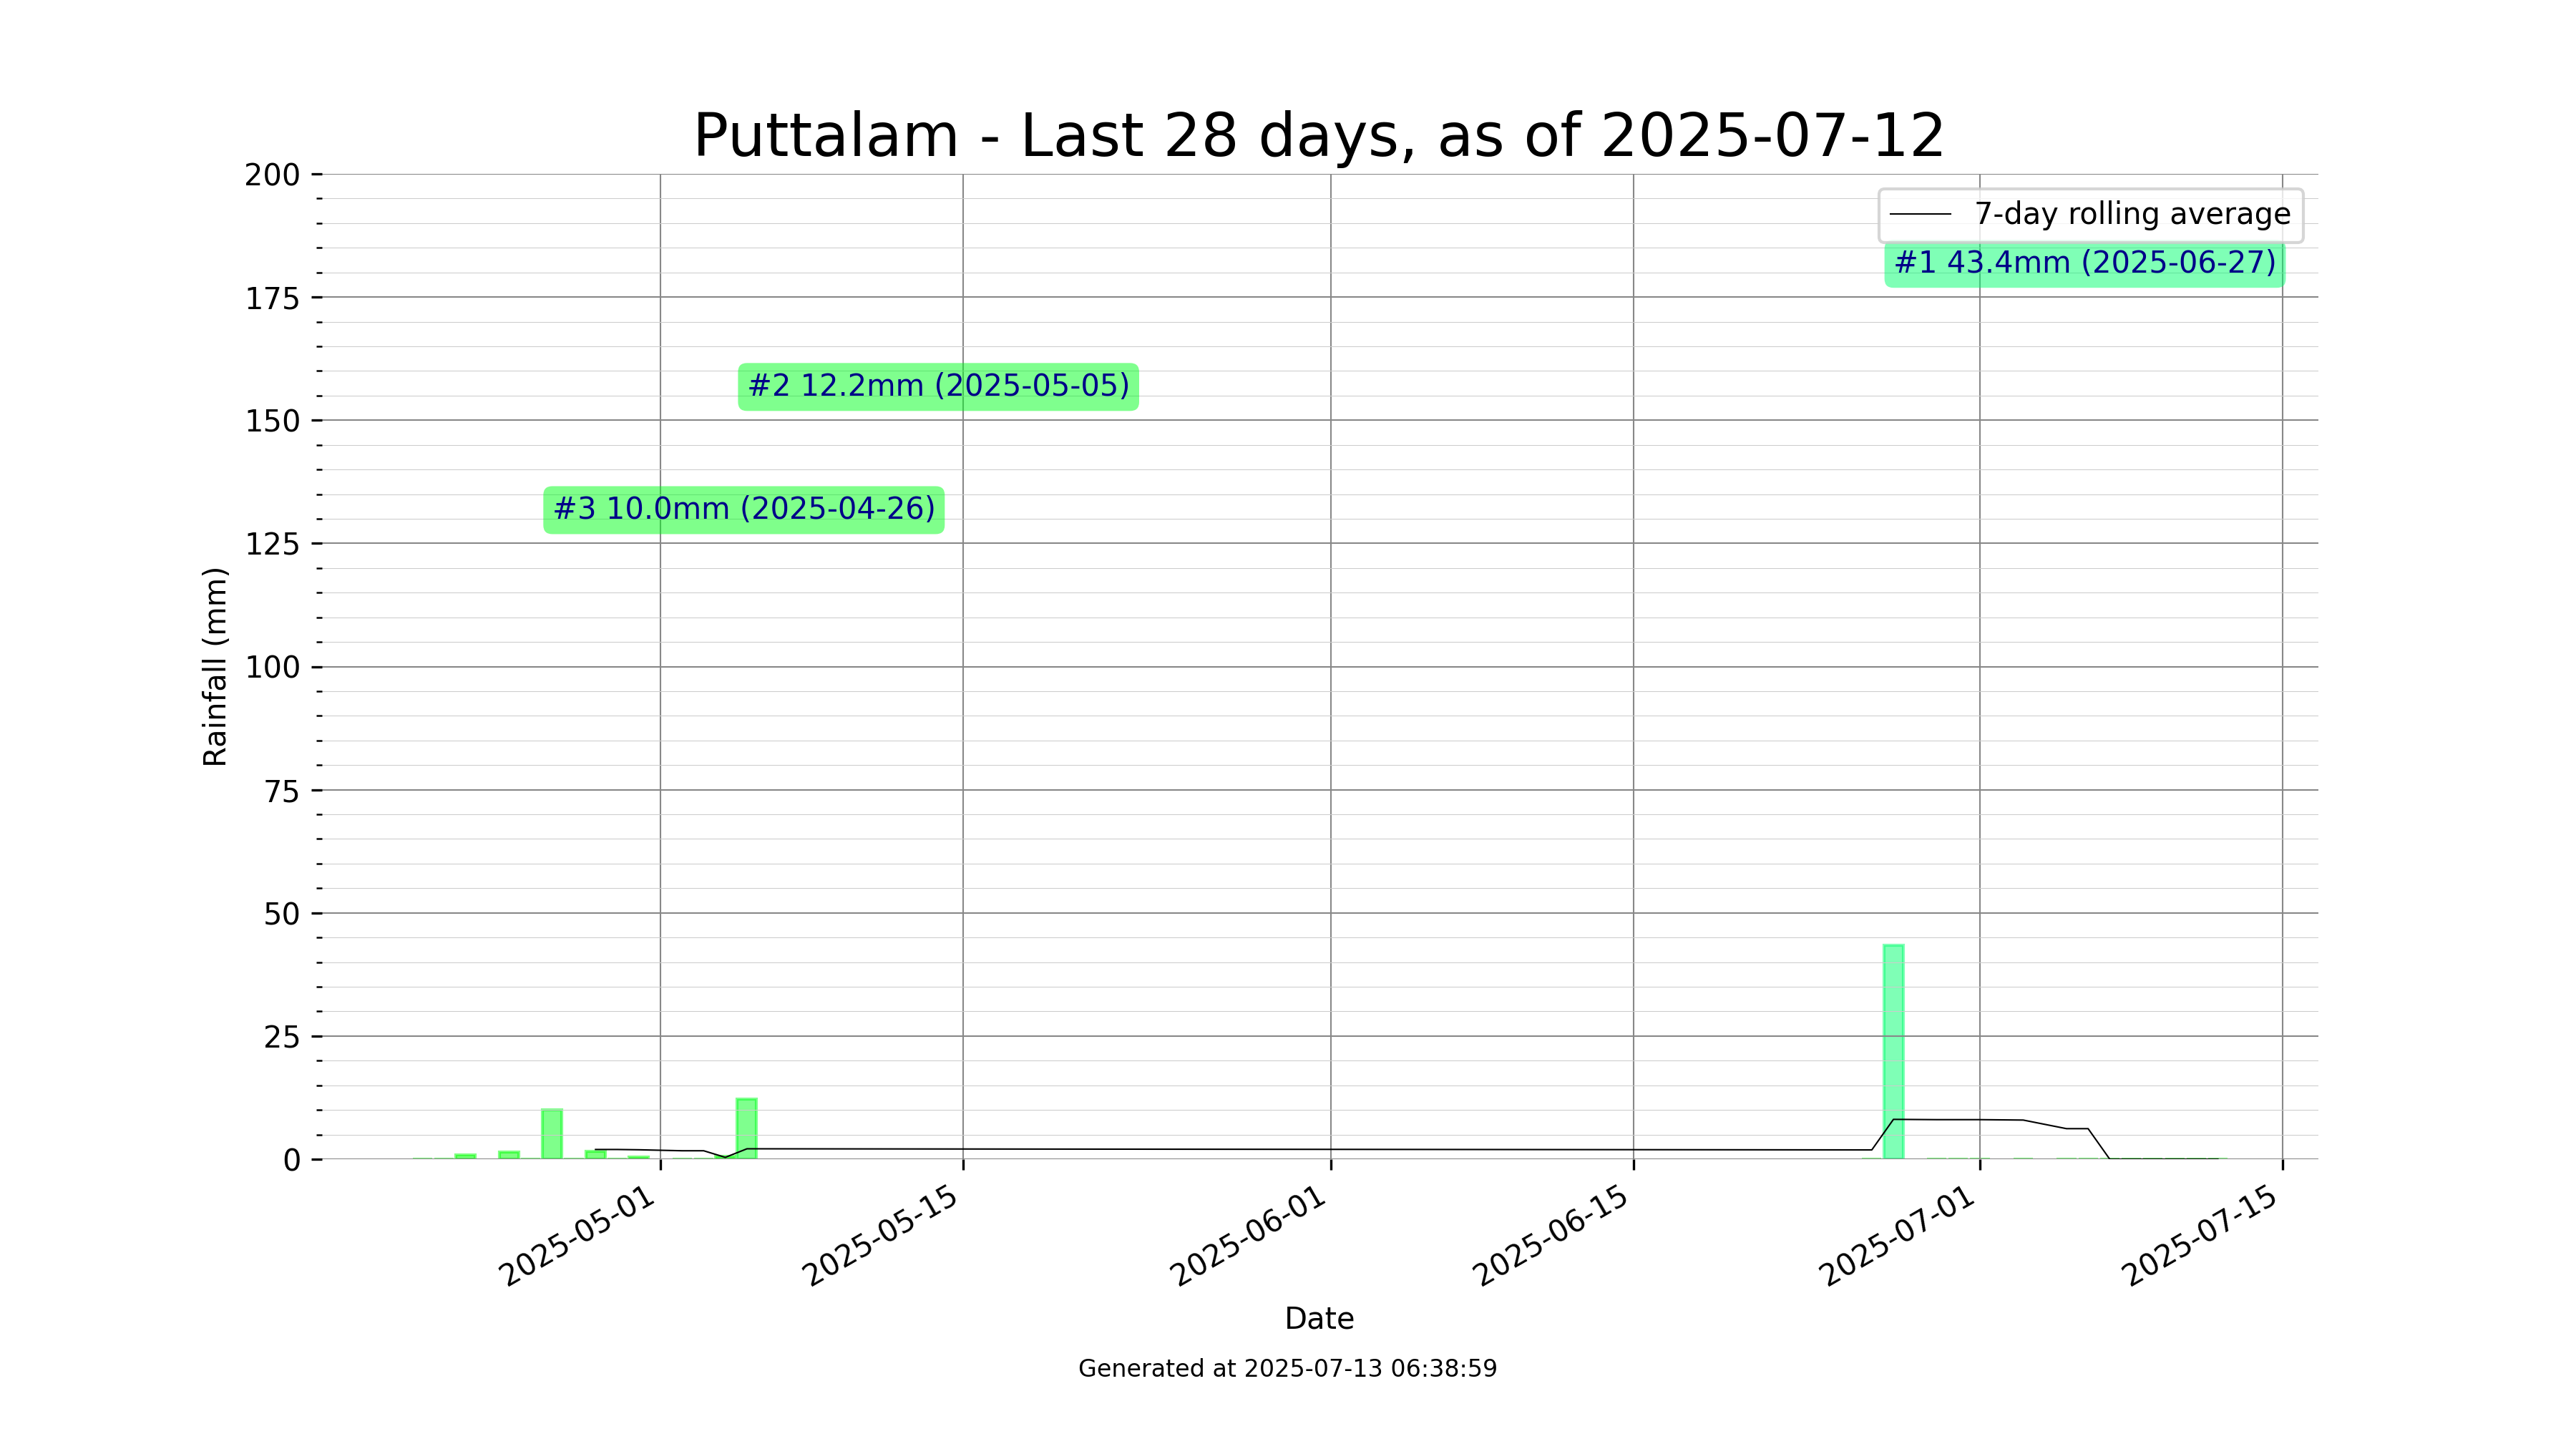 Puttalam - Last 28 days, as of 2025-07-12
200
175
150
125
100
75
50
25
0
Rainfall (mm)
7-day rolling average
#1 43.4mm (2025-06-27)
#2 12.2mm (2025-05-05)
#3 10.0mm (2025-04-26)
2025-05-01
2025-05-15
2025-06-01
2025-06-15
2025-07-01
2025-07-15
Date
Generated at 2025-07-13 06:38:59